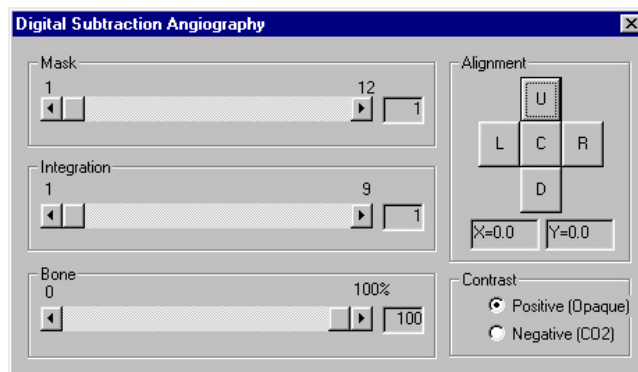 Digital Subtraction Angiography
Mask
1 12
1
Integration
1 9
1
Bone
0 100%
100
Alignment
U
L C R
D
X=0.0 Y=0.0
Contrast
Positive (Opaque)
Negative (CO2)